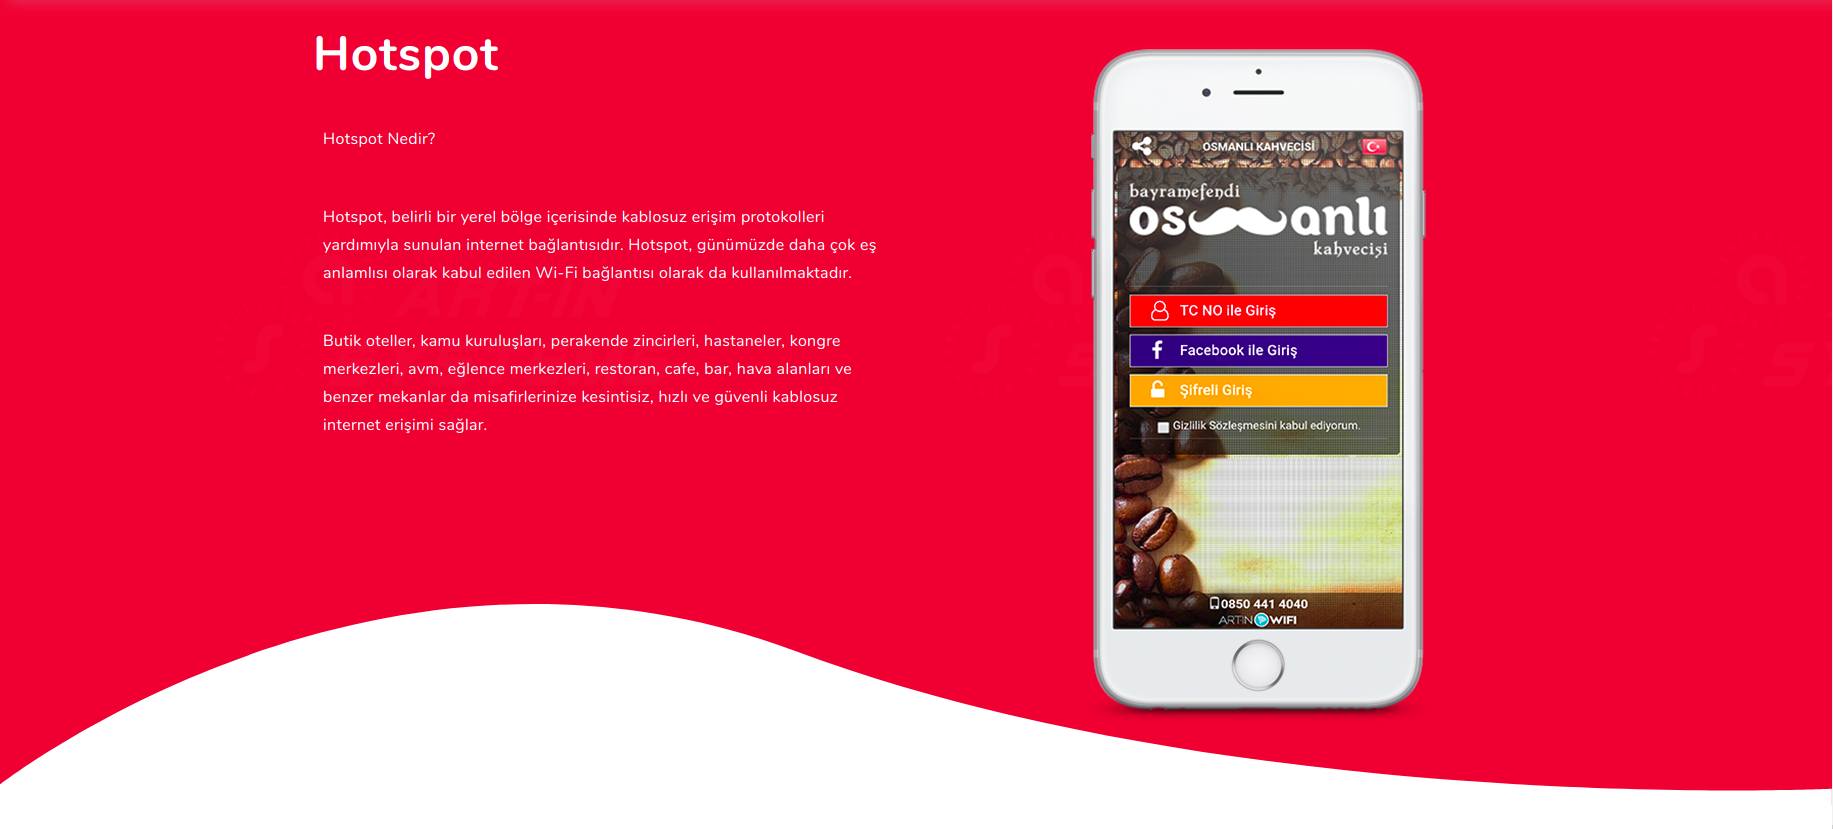 Hotspot
Hotspot Nedir?
Hotspot, belirli bir yerel bölge içerisinde kablosuz erişim protokolleri
yardımıyla sunulan internet bağlantısıdır. Hotspot, günümüzde daha çok eş
anlamlısı olarak kabul edilen Wi-Fi bağlantısı olarak da kullanılmaktadır.
Butik oteller, kamu kuruluşları, perakende zincirleri, hastaneler, kongre
merkezleri, avm, eğlence merkezleri, restoran, cafe, bar, hava alanları ve
benzer mekanlar da misafirlerinize kesintisiz, hızlı ve güvenli kablosuz
internet erişimi sağlar.
OSMANLI KAHVECİSİ
bayramefendi
osmanlı
kahvecisi
TC NO ile Giriş
Facebook ile Giriş
Şifreli Giriş
Gizlilik Sözleşmesini kabul ediyorum.
0850 441 4040
ARTIN WIFI